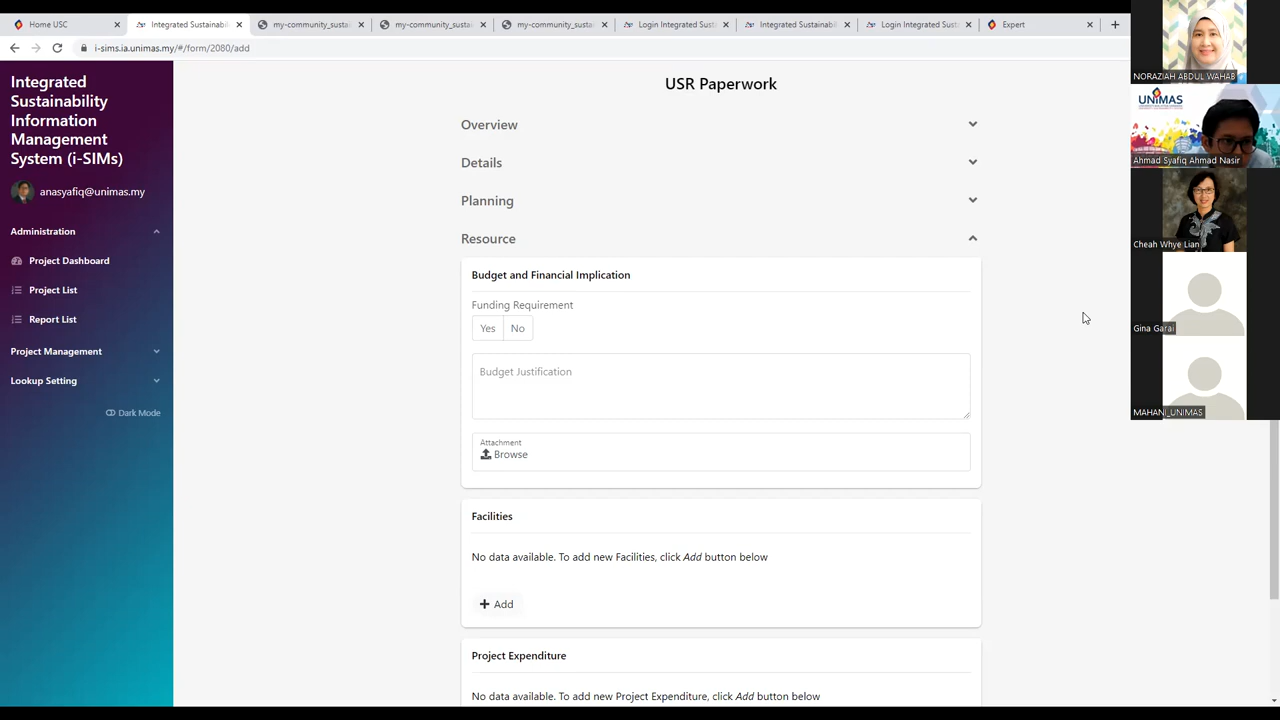 Home USC
Integrated Sustainabili
my-community_susta
my-community_susta
my-community_susta
Login Integrated Sust
Integrated Sustainabili
Login Integrated Sust
Expert
i-sims.ia.unimas.my/#/form/2080/add
Integrated
Sustainability
Information
Management
System (i-SIMs)
anasyafiq@unimas.my
Administration
Project Dashboard
Project List
Report List
Project Management
Lookup Setting
Dark Mode
USR Paperwork
Overview
Details
Planning
Resource
Budget and Financial Implication
Funding Requirement
Yes No
Budget Justification
Attachment
Browse
Facilities
No data available. To add new Facilities, click Add button below
Add
Project Expenditure
No data available. To add new Project Expenditure, click Add button below
NORAZIAH ABDUL WAHAB
UNIMAS
Ahmad Syafiq Ahmad Nasir
Cheah Whye Lian
Gina Garai
MAHANI_UNIMAS